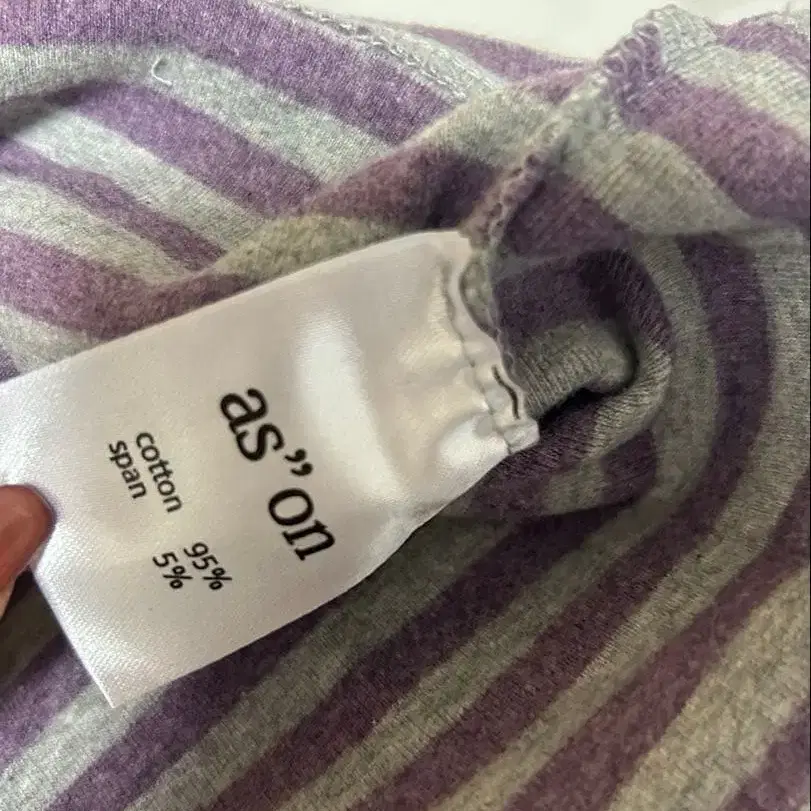 as”on
cotton 95%
span 5%